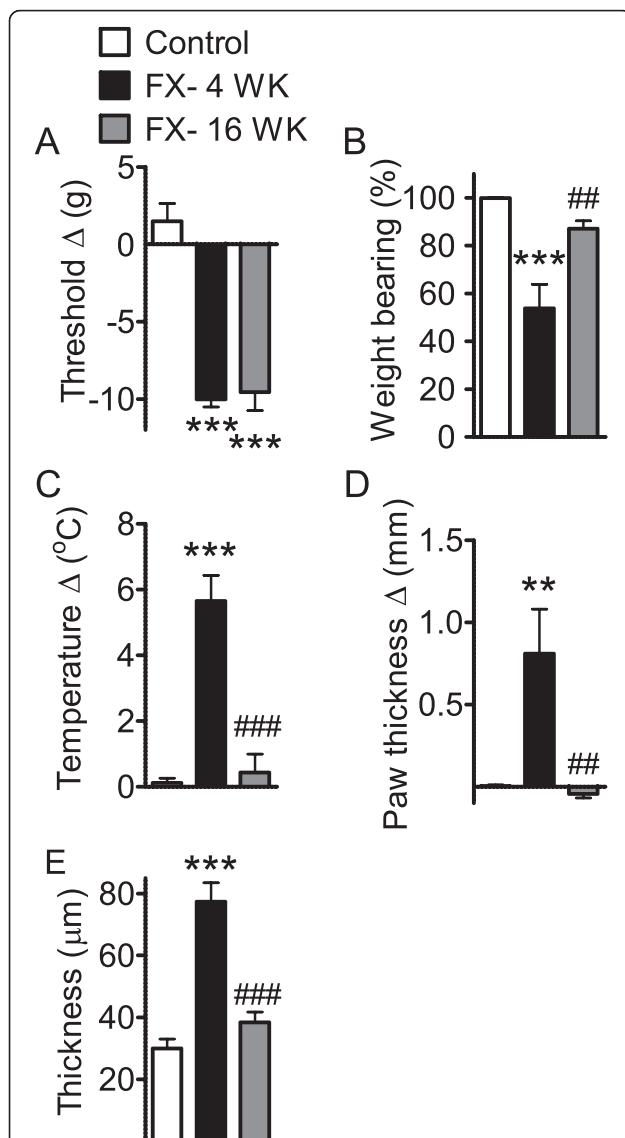 Control
FX- 4 WK
FX- 16 WK
A
Threshold Δ (g)
5
0
-5
-10
***
***
B
Weight bearing (%)
100
80
60
40
20
0
***
##
C
Temperature Δ (°C)
8
6
4
2
0
***
###
D
Paw thickness Δ (mm)
1.5
1.0
0.5
**
##
E
Thickness (μm)
80
60
40
20
***
###